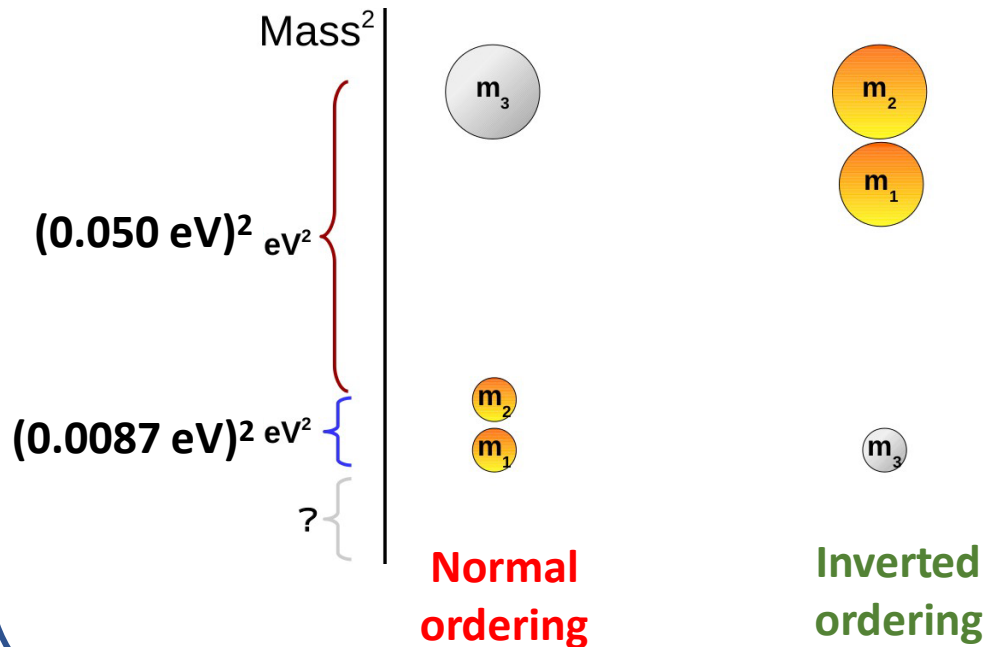 Mass²
m₃
m₂
m₁
(0.050 eV)² eV²
m₂
(0.0087 eV)² eV²
m₁
m₃
?
Normal
ordering
Inverted
ordering